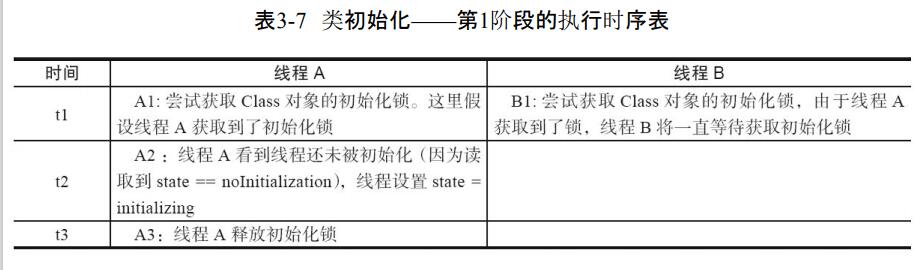 表3-7 类初始化——第1阶段的执行时序表
时间 线程 A 线程 B
t1
A1: 尝试获取 Class 对象的初始化锁。这里假
设线程 A 获取到了初始化锁
B1: 尝试获取 Class 对象的初始化锁，由于线程 A
获取到了锁，线程 B 将一直等待获取初始化锁
t2
A2：线程 A 看到线程还未被初始化（因为读
取到 state == noInitialization），线程设置 state =
initializing
t3
A3：线程 A 释放初始化锁